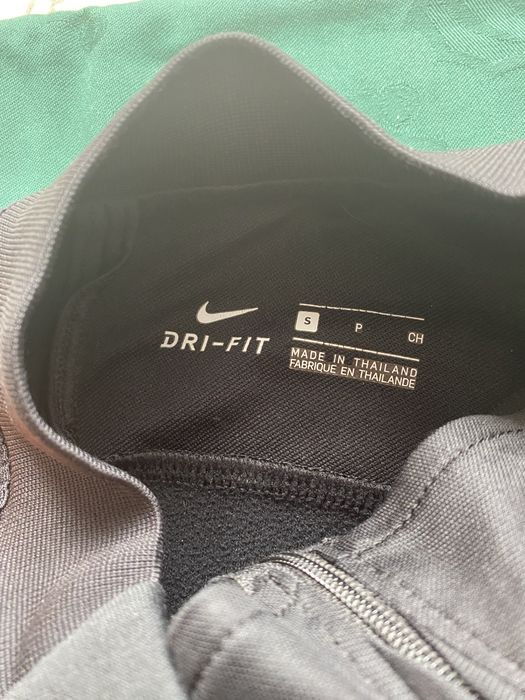 DRI-FIT
S P CH
MADE IN THAILAND
FABRIQUE EN THAILANDE